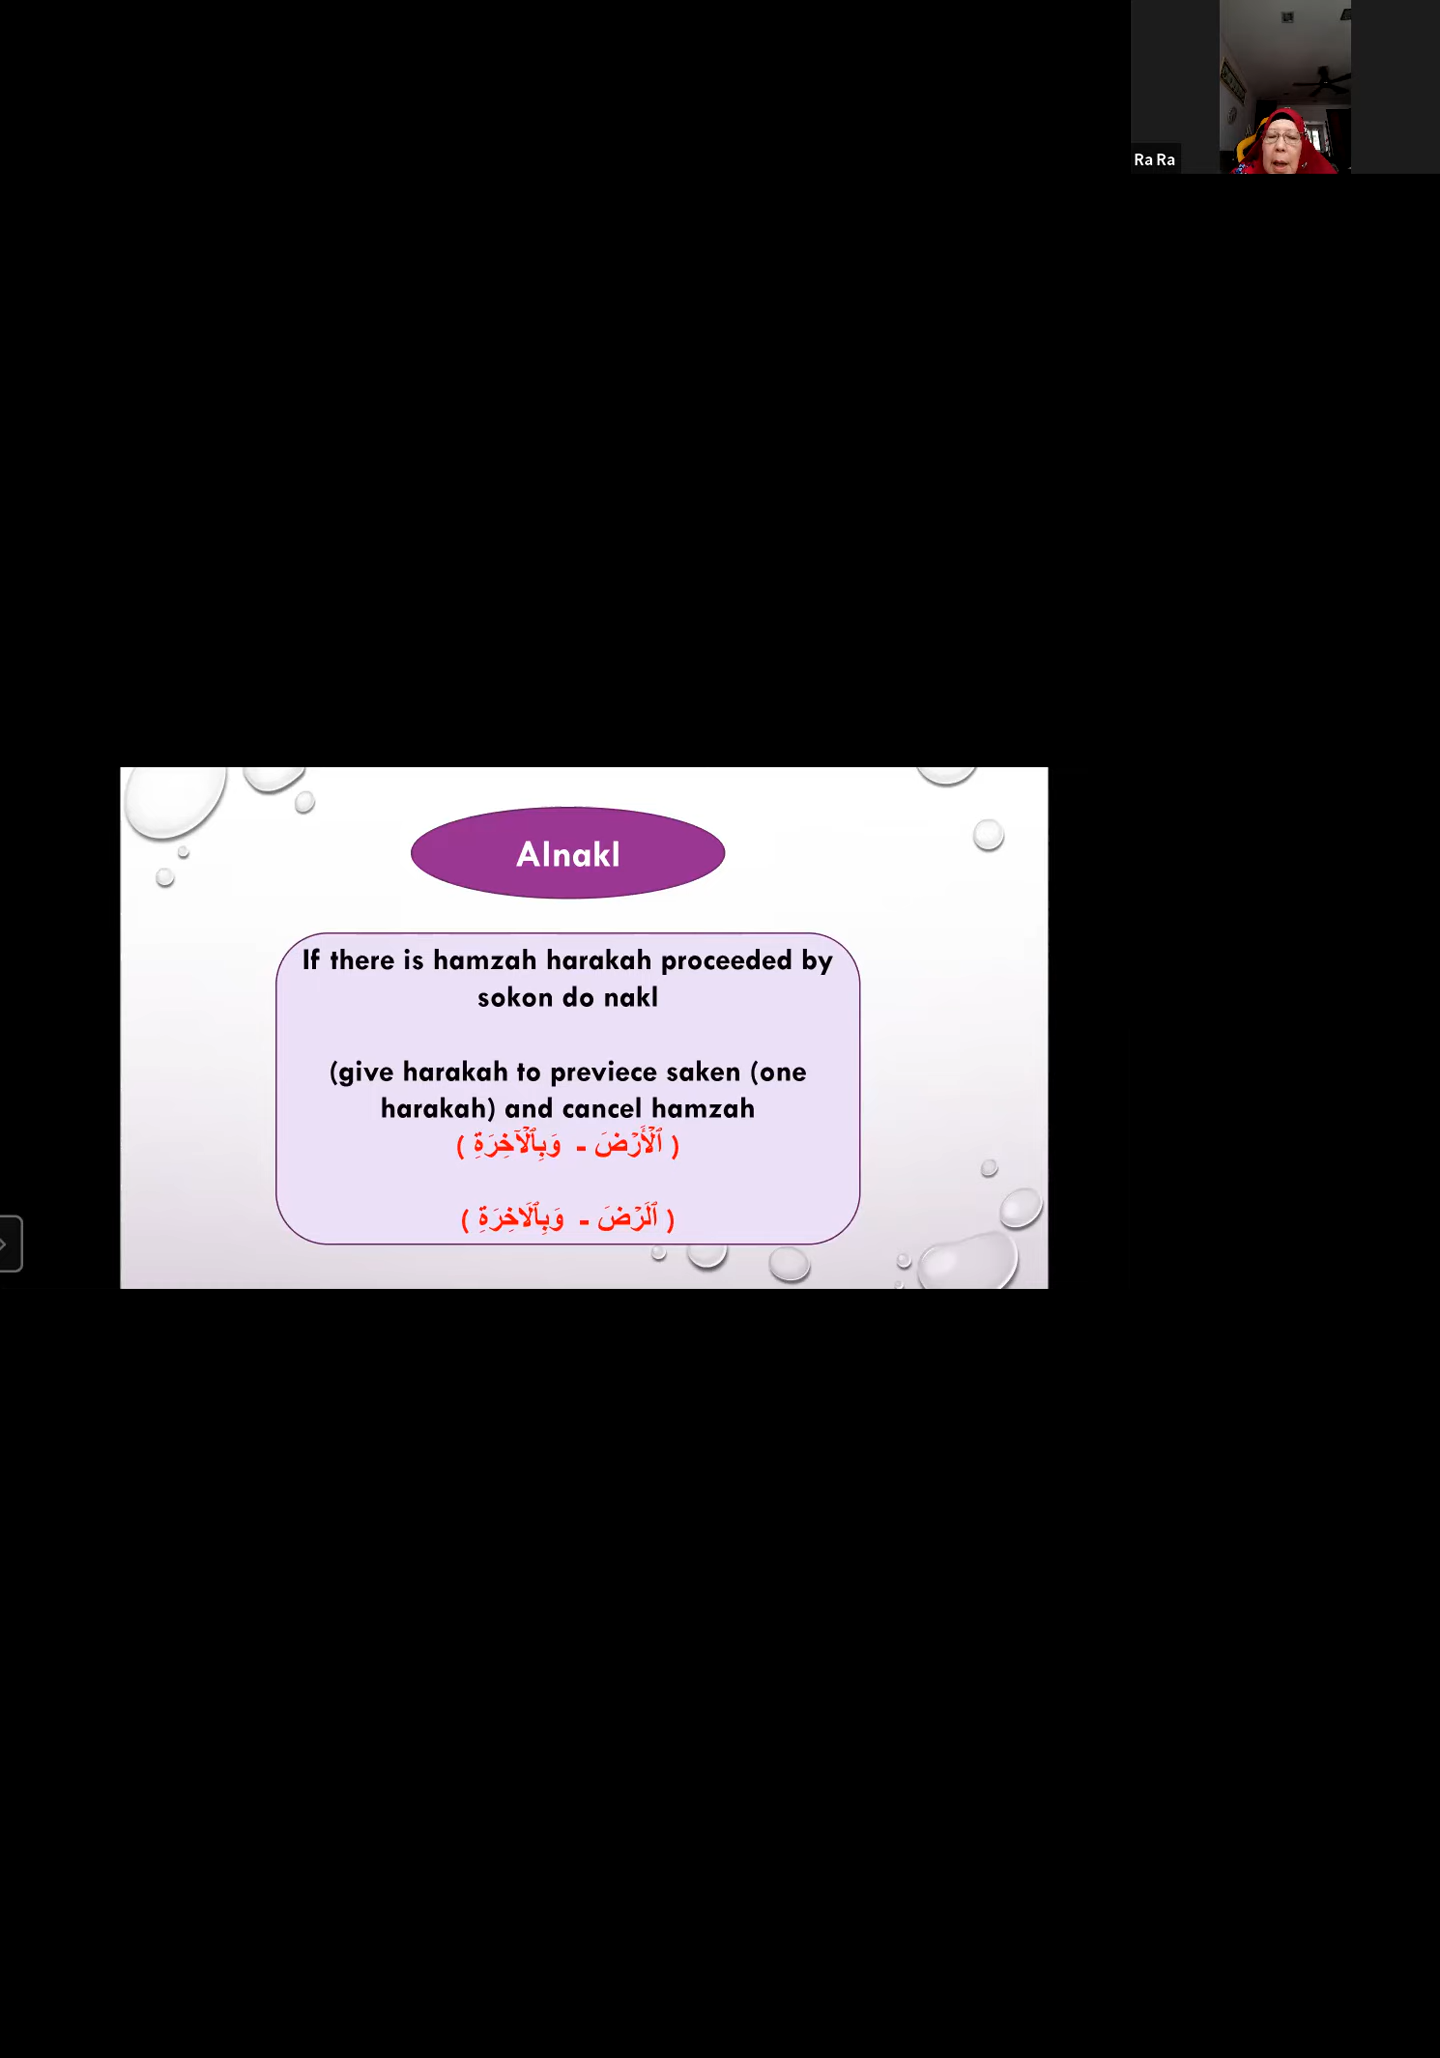 Ra Ra
Alnakl
If there is hamzah harakah proceeded by
sokon do nakl
(give harakah to previece saken (one
harakah) and cancel hamzah
( ٱلْأَرْضَ - وَبِٱلْآخِرَةِ )
( ٱلَرْضَ - وَبِٱلَاخِرَةِ )